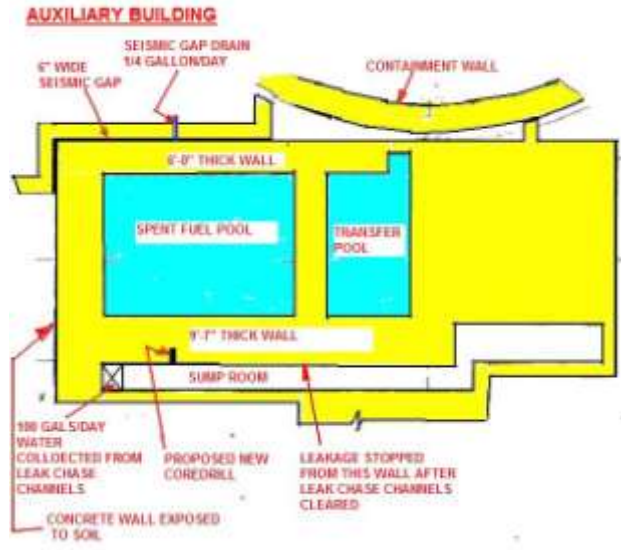 AUXILIARY BUILDING
SEISMIC GAP DRAIN
1/4 GALLON/DAY
6" WIDE
SEISMIC GAP
CONTAINMENT WALL
6'-0" THICK WALL
SPENT FUEL POOL
TRANSFER
POOL
9'-7" THICK WALL
SUMP ROOM
100 GALS/DAY
WATER
COLLOECTED FROM
LEAK CHASE
CHANNELS
PROPOSED NEW
COREDRILL
LEAKAGE STOPPED
FROM THIS WALL AFTER
LEAK CHASE CHANNELS
CLEARED
CONCRETE WALL EXPOSED
TO SOIL